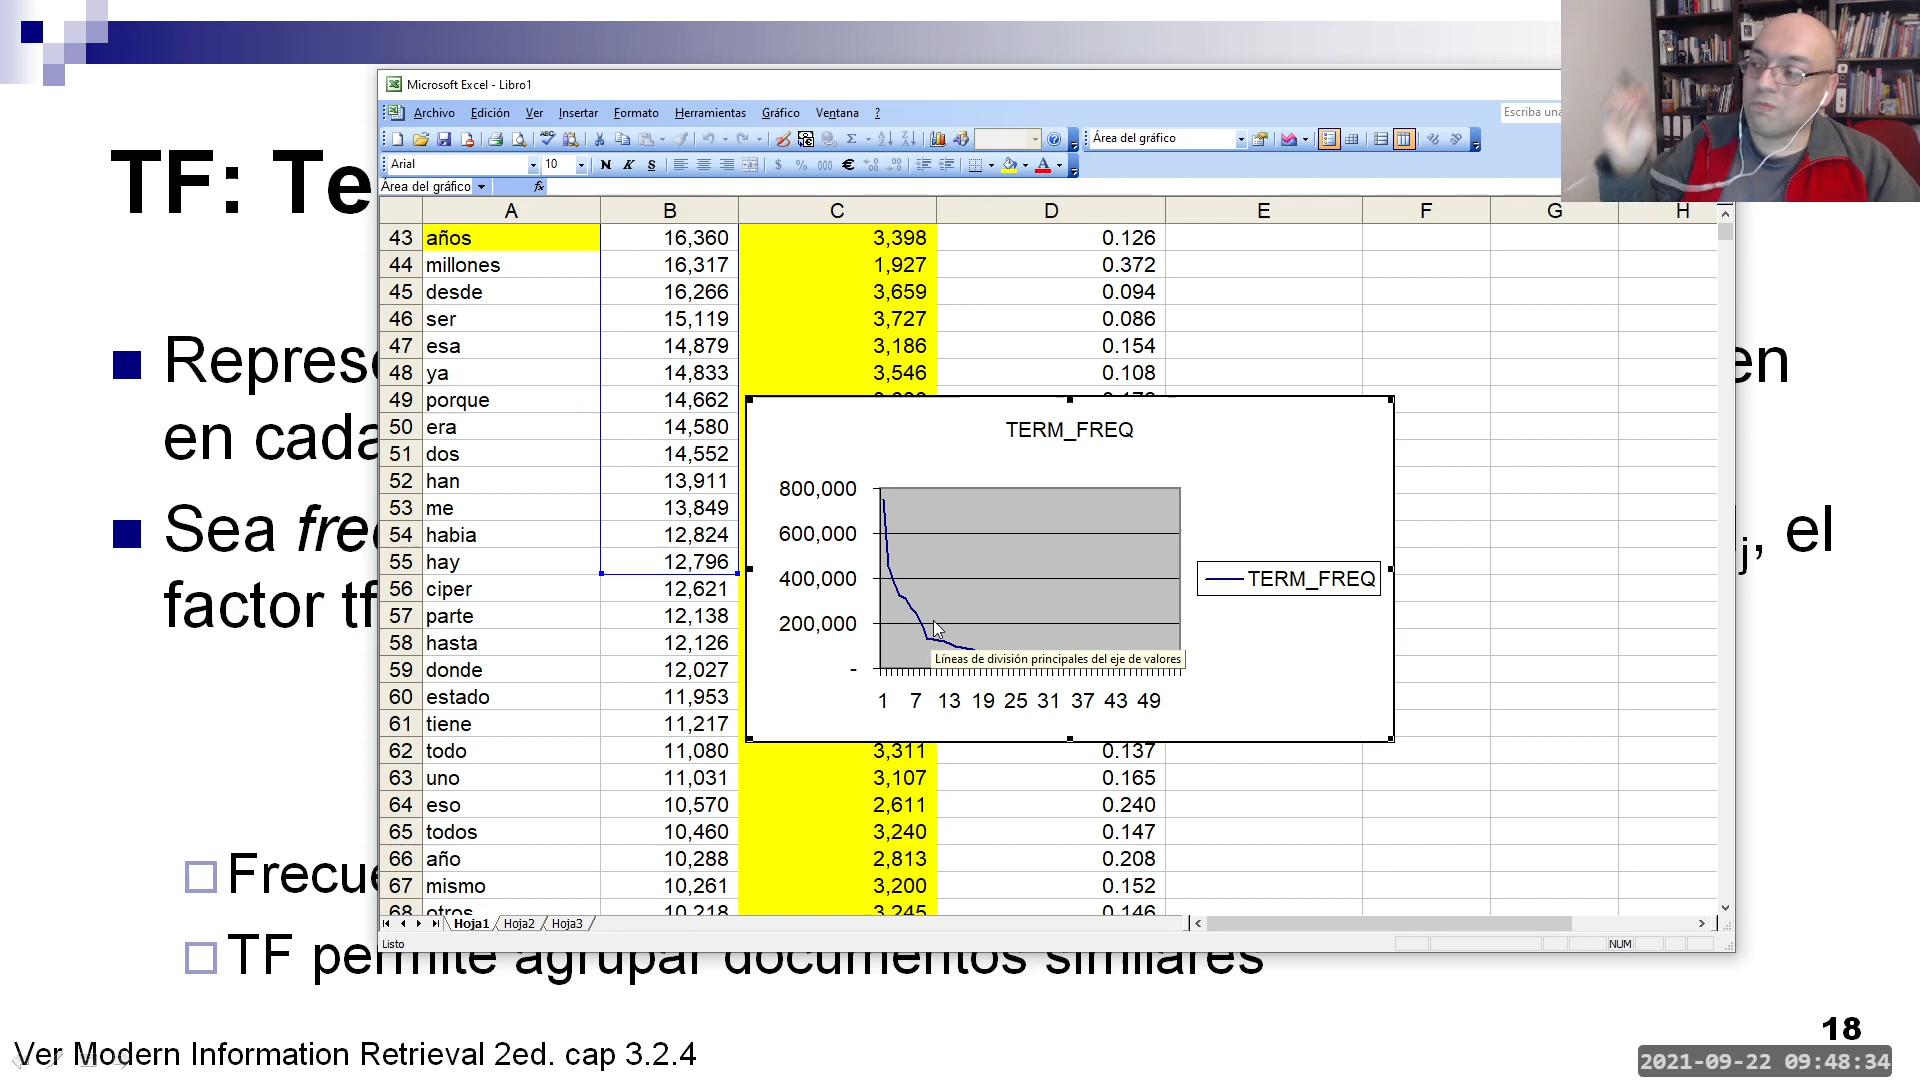 Microsoft Excel - Libro1
Archivo Edición Ver Insertar Formato Herramientas Gráfico Ventana ?
Escriba una
Área del gráfico
Arial 10 N K S $ % 000 €
Área del gráfico fx
A B C D E F G H
43 años 16,360 3,398 0.126
44 millones 16,317 1,927 0.372
45 desde 16,266 3,659 0.094
46 ser 15,119 3,727 0.086
47 esa 14,879 3,186 0.154
48 ya 14,833 3,546 0.108
49 porque 14,662
50 era 14,580
51 dos 14,552
52 han 13,911
53 me 13,849
54 habia 12,824
55 hay 12,796
56 ciper 12,621
57 parte 12,138
58 hasta 12,126
59 donde 12,027
60 estado 11,953
61 tiene 11,217
62 todo 11,080 3,311 0.137
63 uno 11,031 3,107 0.165
64 eso 10,570 2,611 0.240
65 todos 10,460 3,240 0.147
66 año 10,288 2,813 0.208
67 mismo 10,261 3,200 0.152
68 otros 10,218 3,245 0.146
TERM_FREQ
800,000
600,000
400,000
200,000
-
1 7 13 19 25 31 37 43 49
TERM_FREQ
Líneas de división principales del eje de valores
Hoja1 Hoja2 Hoja3
Listo
NUM
TF: Te
Represe en
en cada
Sea fre j, el
factor tf
Frecue
TF permite agrupar documentos similares
18
Ver Modern Information Retrieval 2ed. cap 3.2.4
2021-09-22 09:48:34